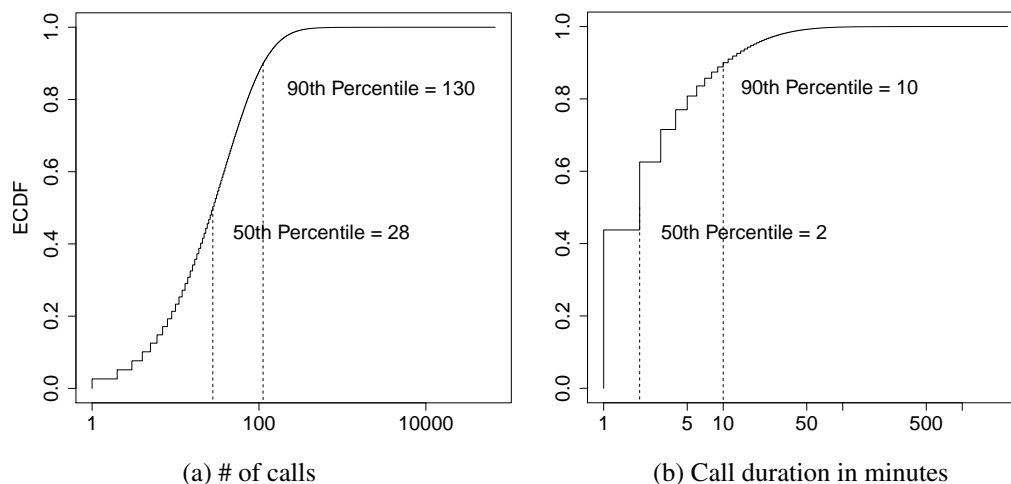 ECDF
1.0
0.8
0.6
0.4
0.2
0.0
90th Percentile = 130
50th Percentile = 28
1 100 10000
(a) # of calls
1.0
0.8
0.6
0.4
0.2
0.0
90th Percentile = 10
50th Percentile = 2
1 5 10 50 500
(b) Call duration in minutes